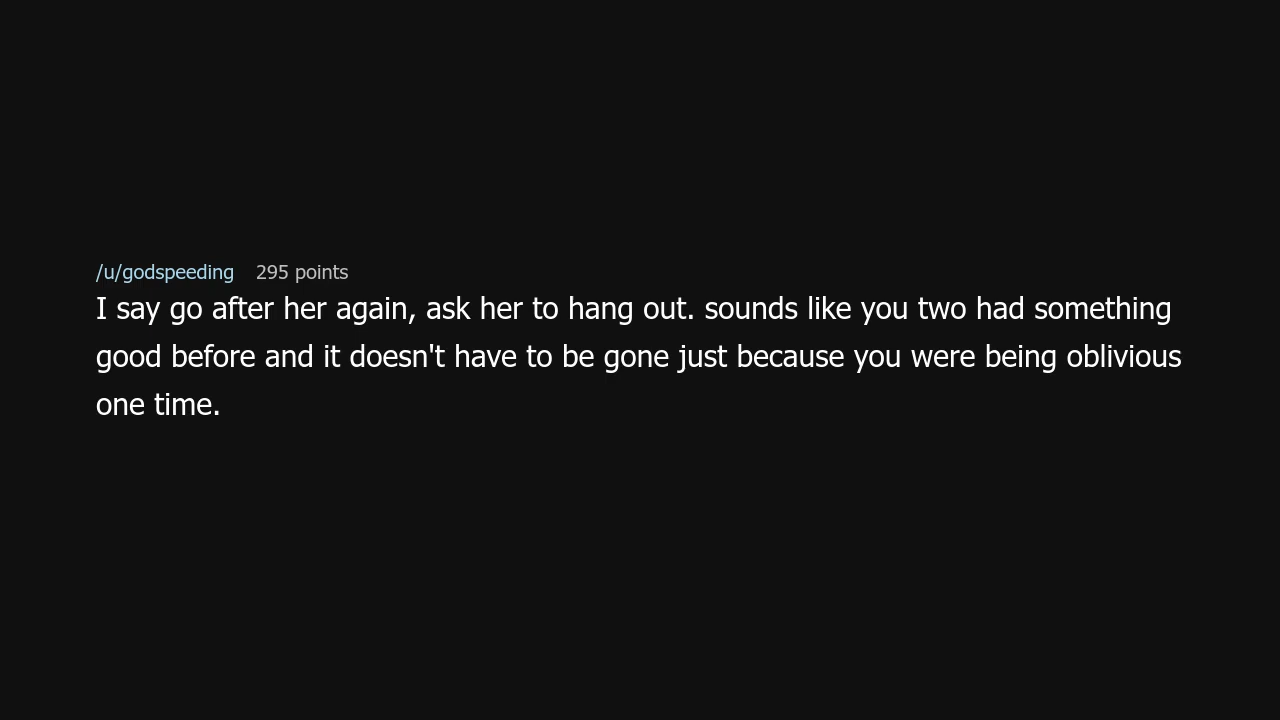 /u/godspeeding 295 points
I say go after her again, ask her to hang out. sounds like you two had something
good before and it doesn't have to be gone just because you were being oblivious
one time.